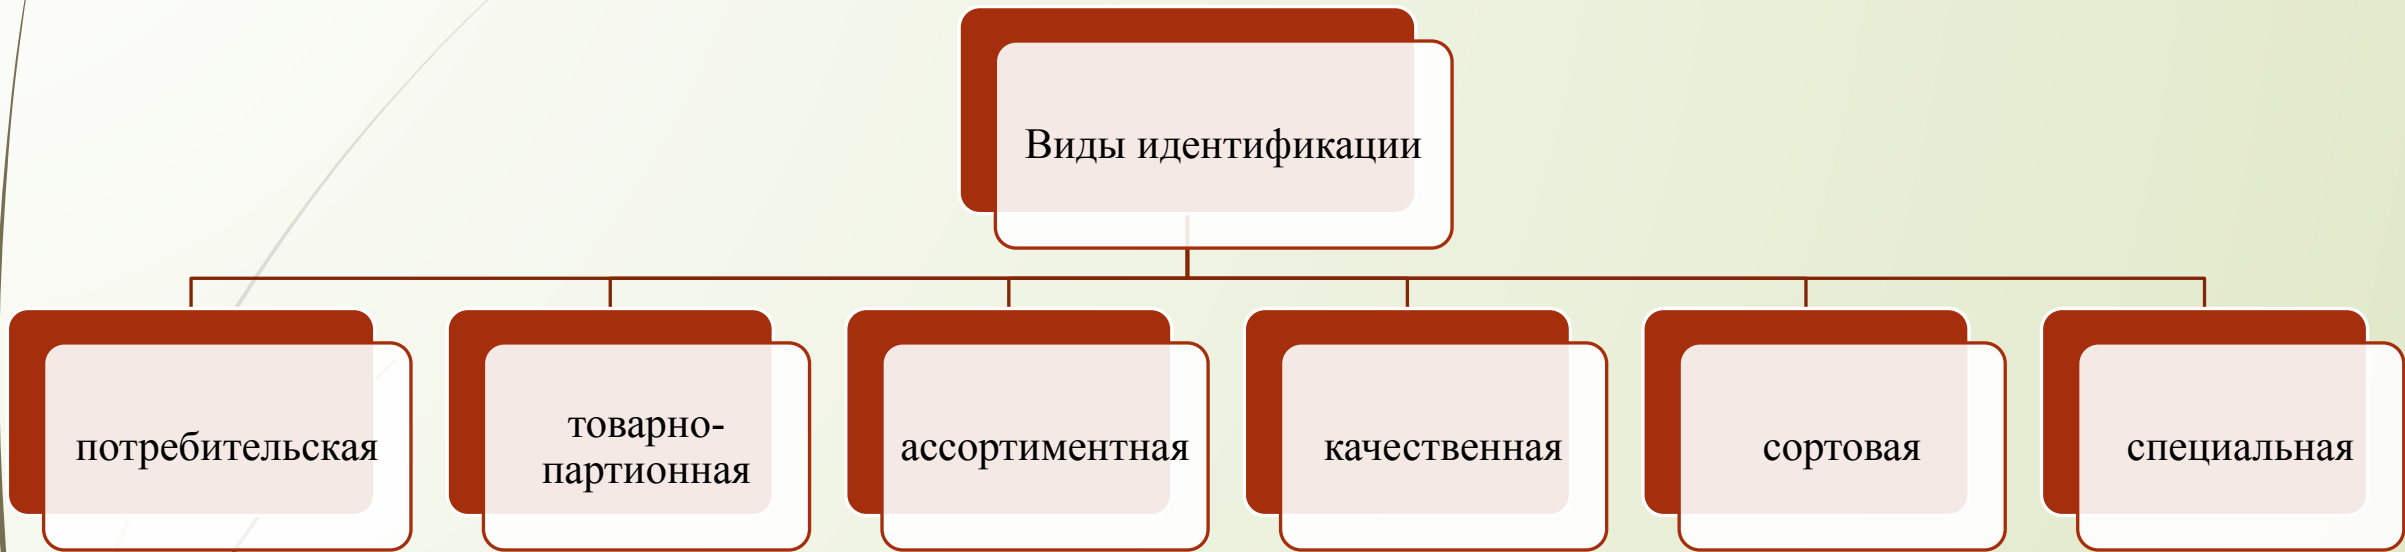 Виды идентификации
потребительская
товарно-
партионная
ассортиментная
качественная
сортовая
специальная